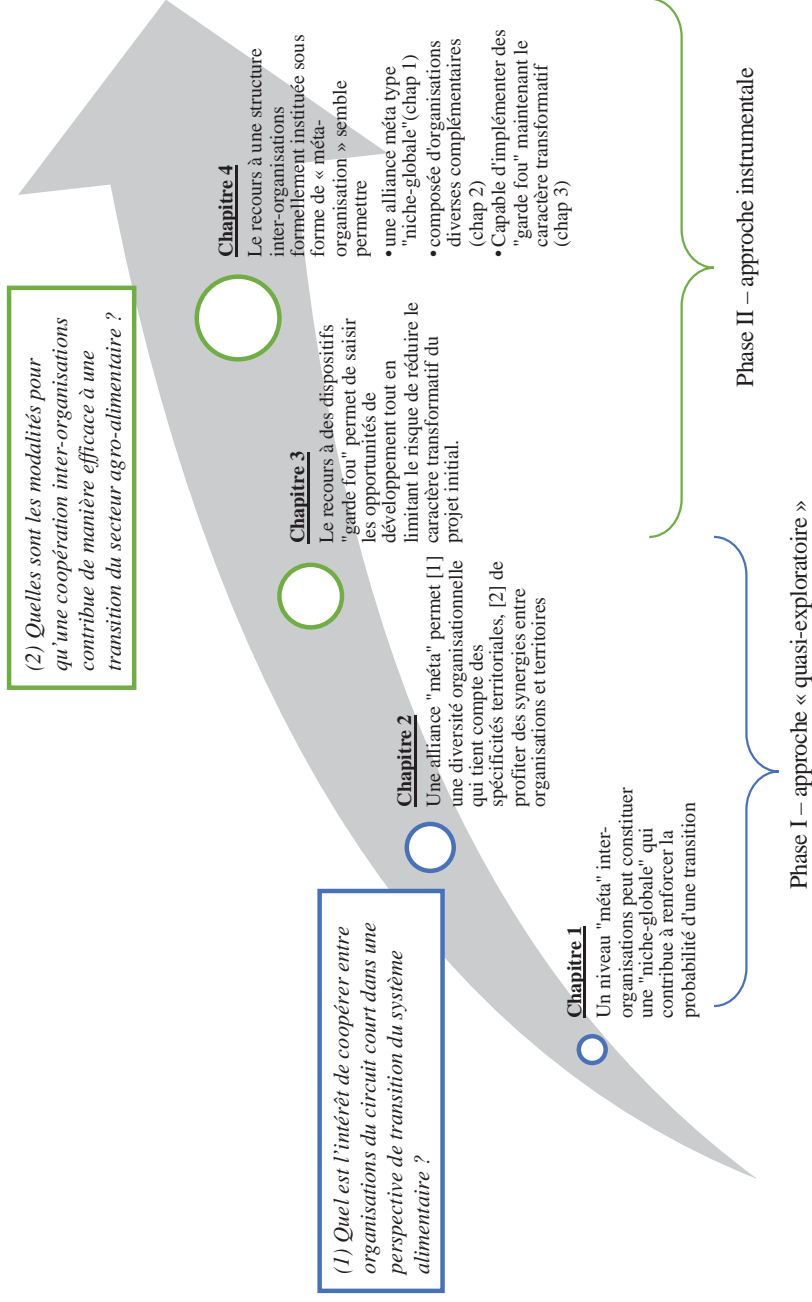 (1) Quel est l'intérêt de coopérer entre
organisations du circuit court dans une
perspective de transition du système
alimentaire ?
(2) Quelles sont les modalités pour
qu'une coopération inter-organisations
contribue de manière efficace à une
transition du secteur agro-alimentaire ?
Chapitre 1
Un niveau "méta" inter-
organisations peut constituer
une "niche-globale" qui
contribue à renforcer la
probabilité d'une transition
Chapitre 2
Une alliance "méta" permet [1]
une diversité organisationnelle
qui tient compte des
spécificités territoriales, [2] de
profiter des synergies entre
organisations et territoires
Chapitre 3
Le recours à des dispositifs
"garde fou" permet de saisir
les opportunités de
développement tout en
limitant le risque de réduire le
caractère transformatif du
projet initial.
Chapitre 4
Le recours à une structure
inter-organisations
formellement instituée sous
forme de « méta-
organisation » semble
permettre
• une alliance méta type
"niche-globale"(chap 1)
• composée d'organisations
diverses complémentaires
(chap 2)
• Capable d'implémenter des
"garde fou" maintenant le
caractère transformatif
(chap 3)
Phase I – approche « quasi-exploratoire »
Phase II – approche instrumentale